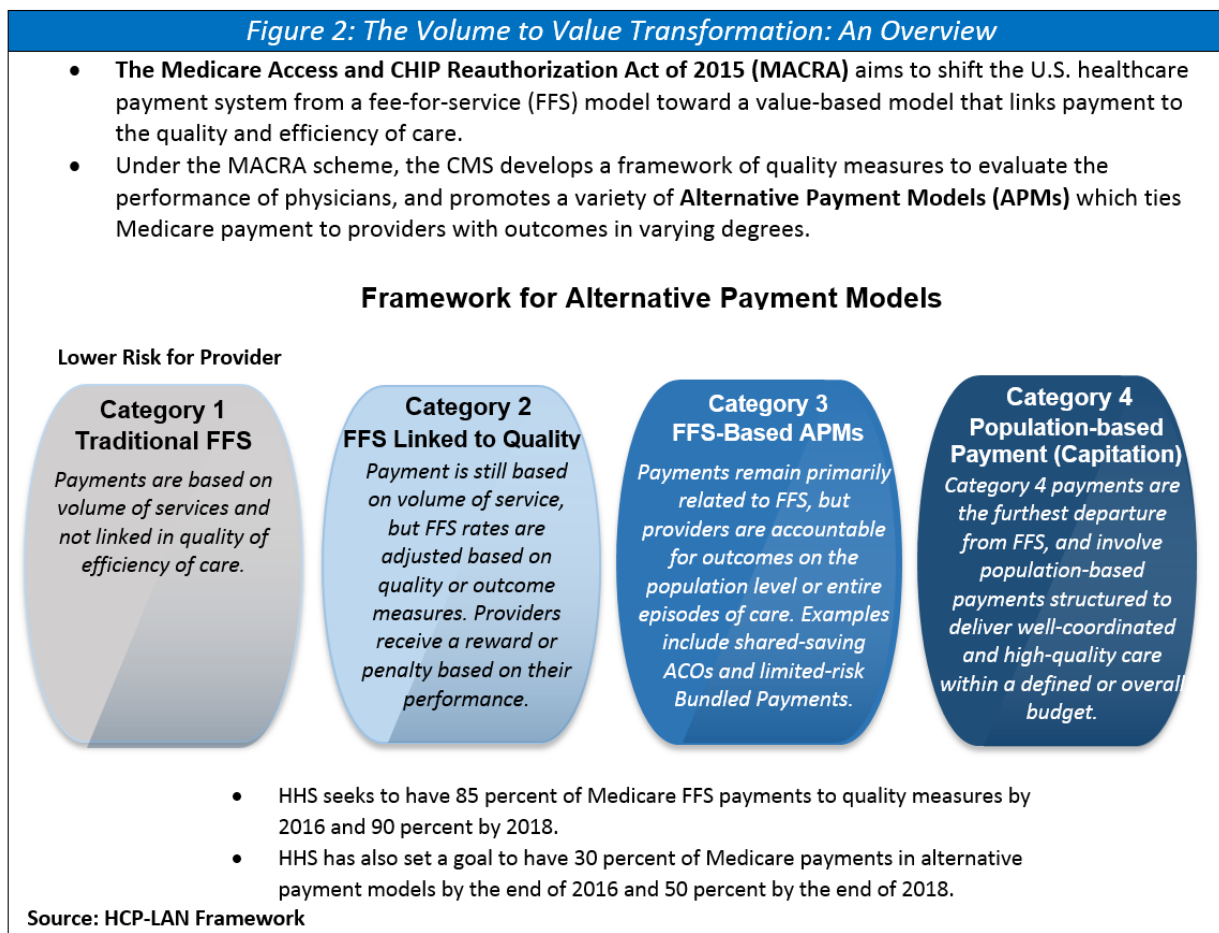 Figure 2: The Volume to Value Transformation: An Overview
• The Medicare Access and CHIP Reauthorization Act of 2015 (MACRA) aims to shift the U.S. healthcare
payment system from a fee-for-service (FFS) model toward a value-based model that links payment to
the quality and efficiency of care.
• Under the MACRA scheme, the CMS develops a framework of quality measures to evaluate the
performance of physicians, and promotes a variety of Alternative Payment Models (APMs) which ties
Medicare payment to providers with outcomes in varying degrees.
Framework for Alternative Payment Models
Lower Risk for Provider
Category 1
Traditional FFS
Payments are based on
volume of services and
not linked in quality of
efficiency of care.
Category 2
FFS Linked to Quality
Payment is still based
on volume of service,
but FFS rates are
adjusted based on
quality or outcome
measures. Providers
receive a reward or
penalty based on their
performance.
Category 3
FFS-Based APMs
Payments remain primarily
related to FFS, but
providers are accountable
for outcomes on the
population level or entire
episodes of care. Examples
include shared-saving
ACOs and limited-risk
Bundled Payments.
Category 4
Population-based
Payment (Capitation)
Category 4 payments are
the furthest departure
from FFS, and involve
population-based
payments structured to
deliver well-coordinated
and high-quality care
within a defined or overall
budget.
• HHS seeks to have 85 percent of Medicare FFS payments to quality measures by
2016 and 90 percent by 2018.
• HHS has also set a goal to have 30 percent of Medicare payments in alternative
payment models by the end of 2016 and 50 percent by the end of 2018.
Source: HCP-LAN Framework